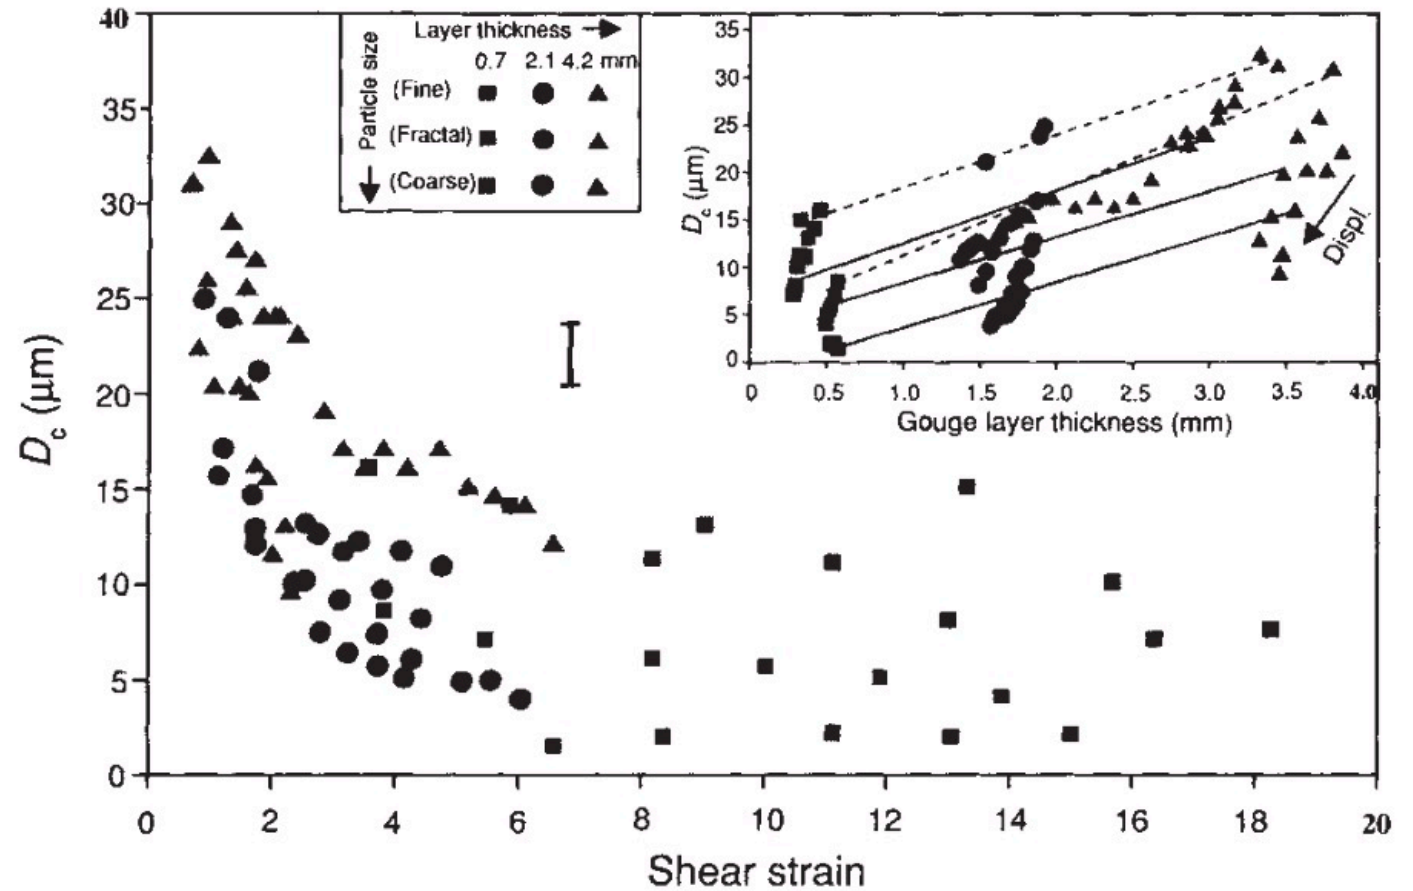 40
35
30
25
20
15
10
5
0
D_c (µm)
0 2 4 6 8 10 12 14 16 18 20
Shear strain
Layer thickness
0.7 2.1 4.2 mm
Particle size
(Fine)
(Fractal)
(Coarse)
35
30
25
20
15
10
5
0
D_c (µm)
0 0.5 1.0 1.5 2.0 2.5 3.0 3.5 4.0
Gouge layer thickness (mm)
Displ.